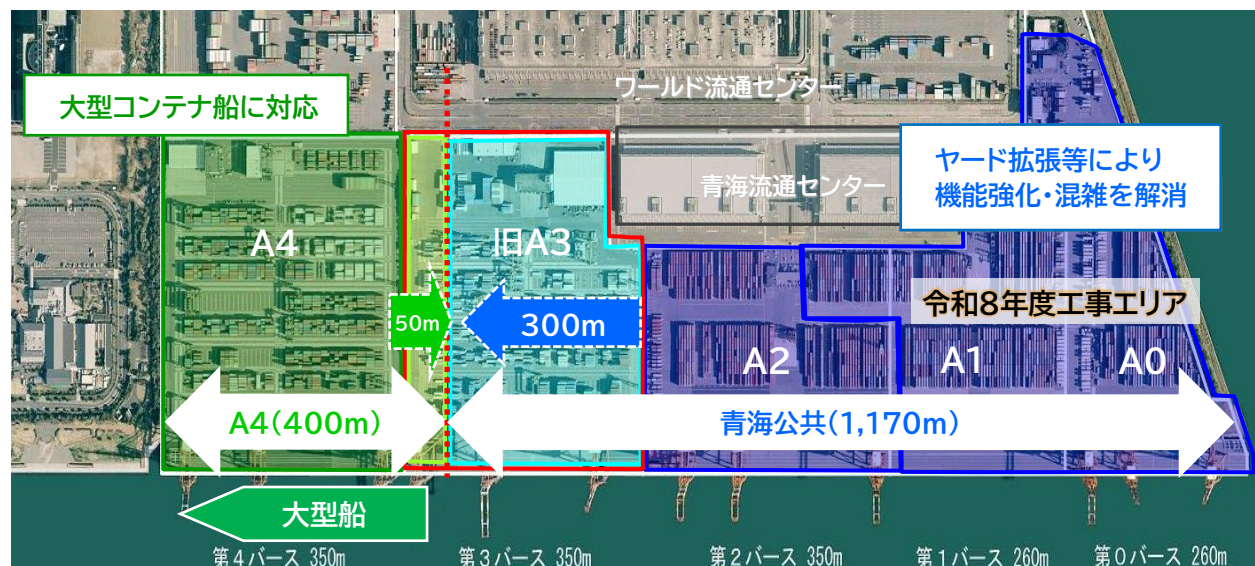 ワールド流通センター
大型コンテナ船に対応
ヤード拡張等により
機能強化・混雑を解消
青海流通センター
A4
旧A3
令和8年度工事エリア
50m
300m
A2
A1
A0
A4(400m)
青海公共(1,170m)
大型船
第4バース 350m
第3バース 350m
第2バース 350m
第1バース 260m
第0バース 260m